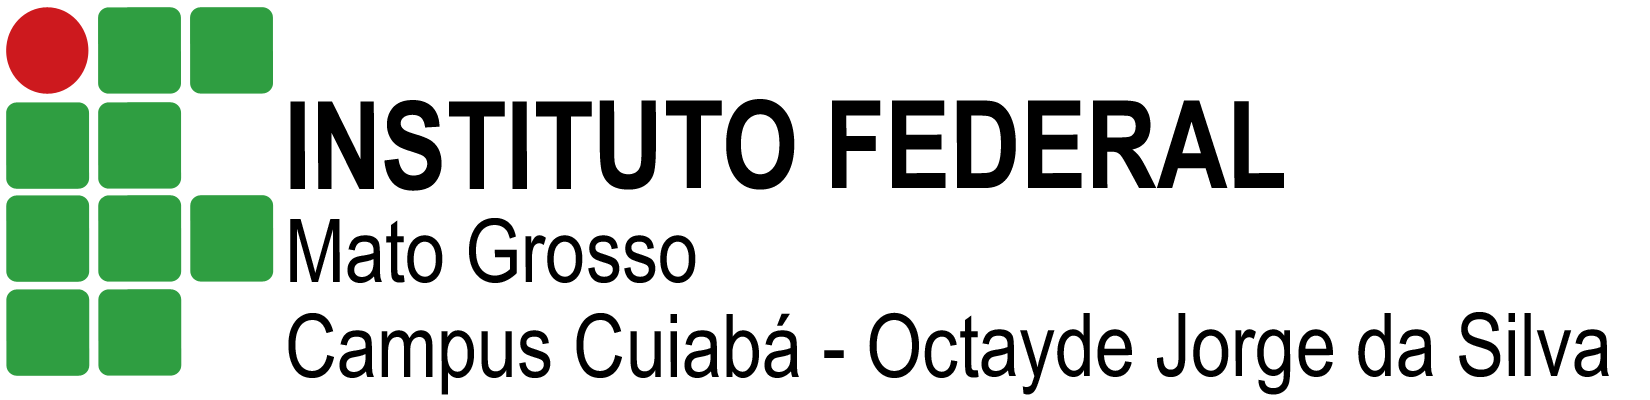 INSTITUTO FEDERAL
Mato Grosso
Campus Cuiabá - Octayde Jorge da Silva